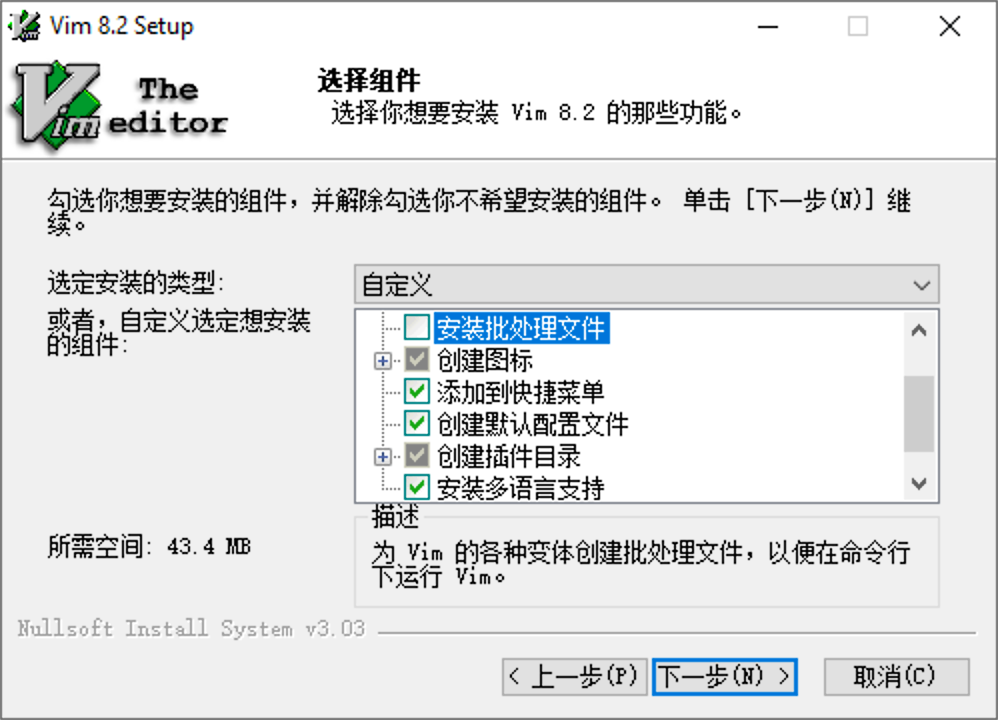 Vim 8.2 Setup
Vim The
editor
选择组件
选择你想要安装 Vim 8.2 的那些功能。
勾选你想要安装的组件，并解除勾选你不希望安装的组件。 单击 [下一步(N)] 继
续。
选定安装的类型:
自定义
或者，自定义选定想安装
的组件:
安装批处理文件
创建图标
添加到快捷菜单
创建默认配置文件
创建插件目录
安装多语言支持
所需空间: 43.4 MB
描述
为 Vim 的各种变体创建批处理文件，以便在命令行
下运行 Vim。
Nullsoft Install System v3.03
< 上一步(P)
下一步(N) >
取消(C)